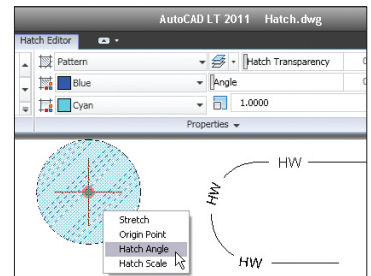 AutoCAD LT 2011 Hatch.dwg
Hatch Editor
Pattern Hatch Transparency
Blue Angle
Cyan 1.0000
Properties
HW
HW
HW
Stretch
Origin Point
Hatch Angle
Hatch Scale